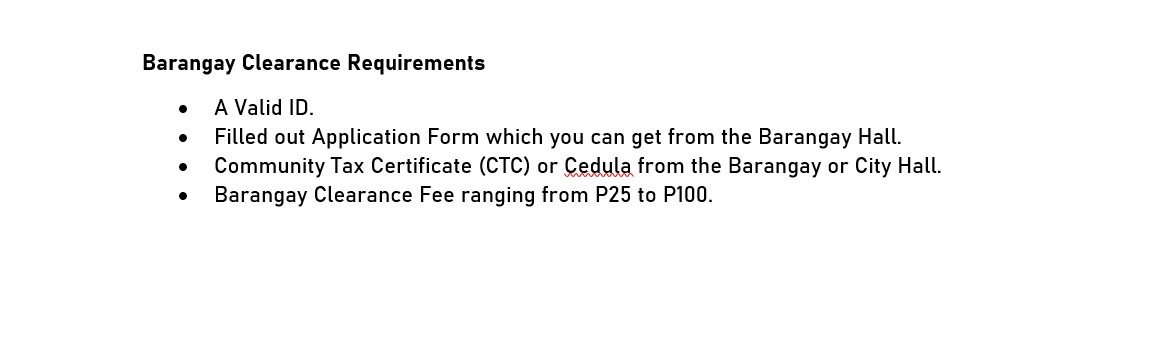 Barangay Clearance Requirements
• A Valid ID.
• Filled out Application Form which you can get from the Barangay Hall.
• Community Tax Certificate (CTC) or Cedula from the Barangay or City Hall.
• Barangay Clearance Fee ranging from P25 to P100.